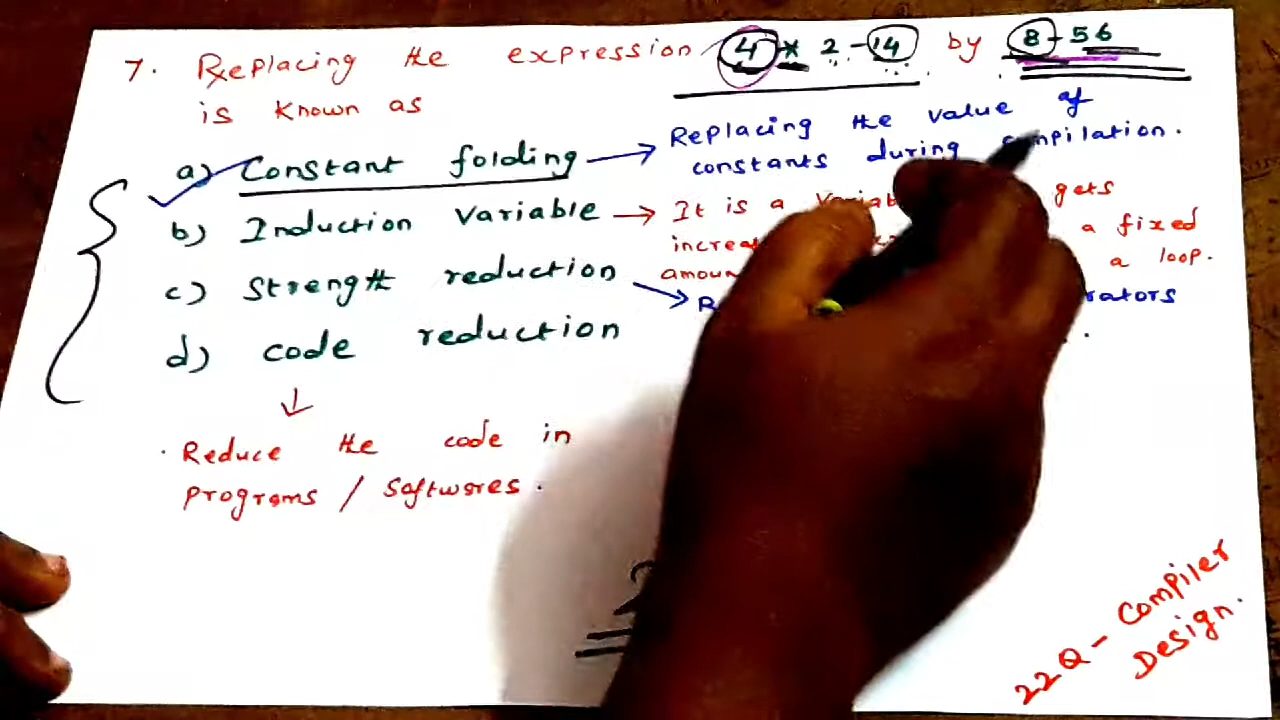 7. Replacing the expression 4 * 2 - 14 by 8 - 56
is known as
a) Constant folding → Replacing the value of
constants during compilation.
b) Induction Variable → It is a gets
a fixed
a loop.
c) Strength reduction →
d) code reduction
↓
. Reduce the code in
programs / Softwares.
22Q - Compiler
Design.